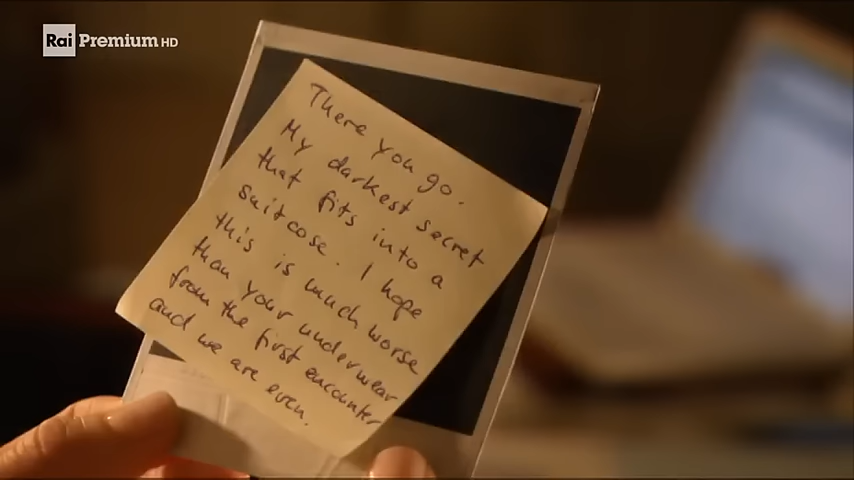 Rai Premium HD
There you go.
My darkest secret
that fits into a
suitcose. I hope
this is much worse
than your underwear
from the first encounter
and we are even.